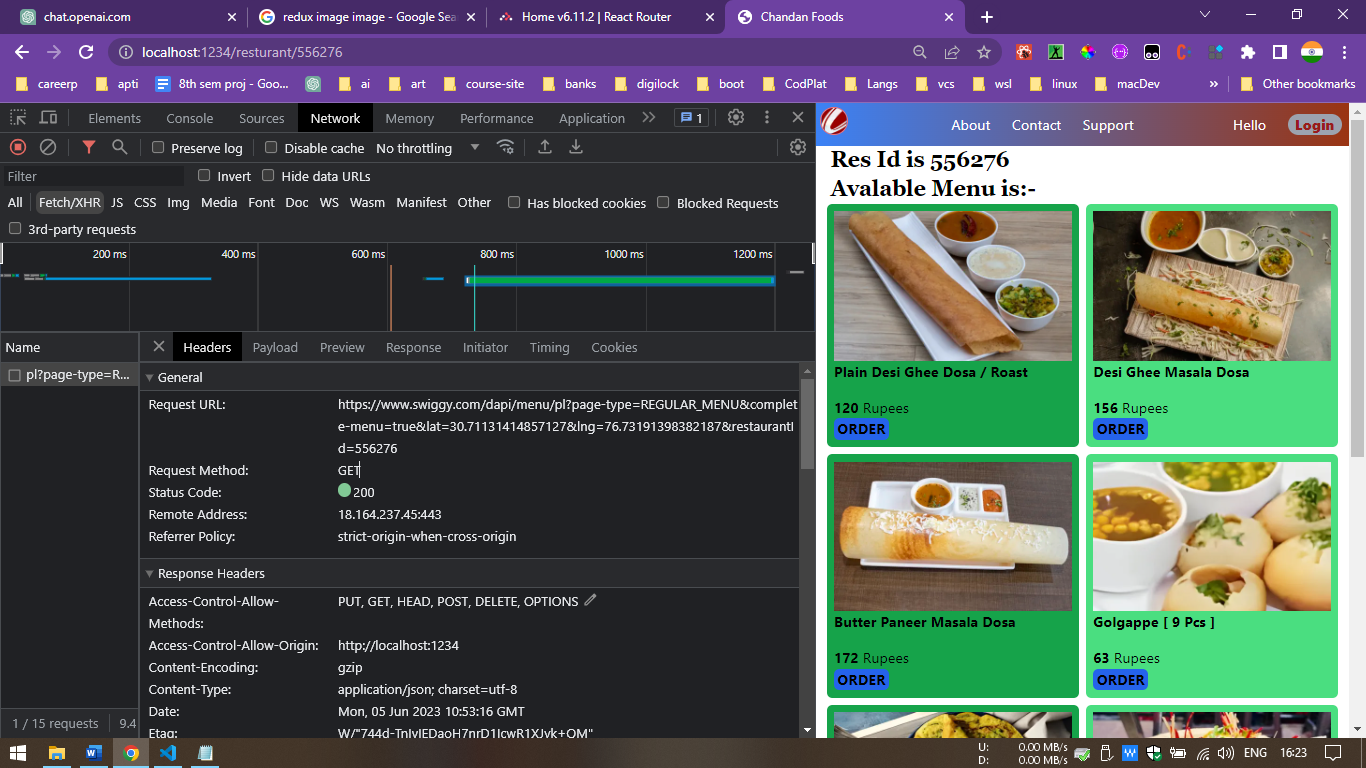 chat.openai.com
redux image image - Google Sea
Home v6.11.2 | React Router
Chandan Foods
localhost:1234/resturant/556276
careerp apti 8th sem proj - Goo... ai art course-site banks digilock boot CodPlat Langs vcs wsl linux macDev » Other bookmarks
Elements Console Sources Network Memory Performance Application » 1
Preserve log Disable cache No throttling
Filter Invert Hide data URLs
All Fetch/XHR JS CSS Img Media Font Doc WS Wasm Manifest Other Has blocked cookies Blocked Requests
3rd-party requests
200 ms 400 ms 600 ms 800 ms 1000 ms 1200 ms
Name
pl?page-type=R...
Headers Payload Preview Response Initiator Timing Cookies
General
Request URL: https://www.swiggy.com/dapi/menu/pl?page-type=REGULAR_MENU&complet
e-menu=true&lat=30.71131414857127&lng=76.73191398382187&restaurantI
d=556276
Request Method: GET
Status Code: 200
Remote Address: 18.164.237.45:443
Referrer Policy: strict-origin-when-cross-origin
Response Headers
Access-Control-Allow- PUT, GET, HEAD, POST, DELETE, OPTIONS
Methods:
Access-Control-Allow-Origin: http://localhost:1234
Content-Encoding: gzip
Content-Type: application/json; charset=utf-8
Date: Mon, 05 Jun 2023 10:53:16 GMT
Etag:
1 / 15 requests 9.4
About Contact Support Hello Login
Res Id is 556276
Avalable Menu is:-
Plain Desi Ghee Dosa / Roast
120 Rupees
ORDER
Desi Ghee Masala Dosa
156 Rupees
ORDER
Butter Paneer Masala Dosa
172 Rupees
ORDER
Golgappe [ 9 Pcs ]
63 Rupees
ORDER
U: 0.00 MB/s
D: 0.00 MB/s
ENG 16:23